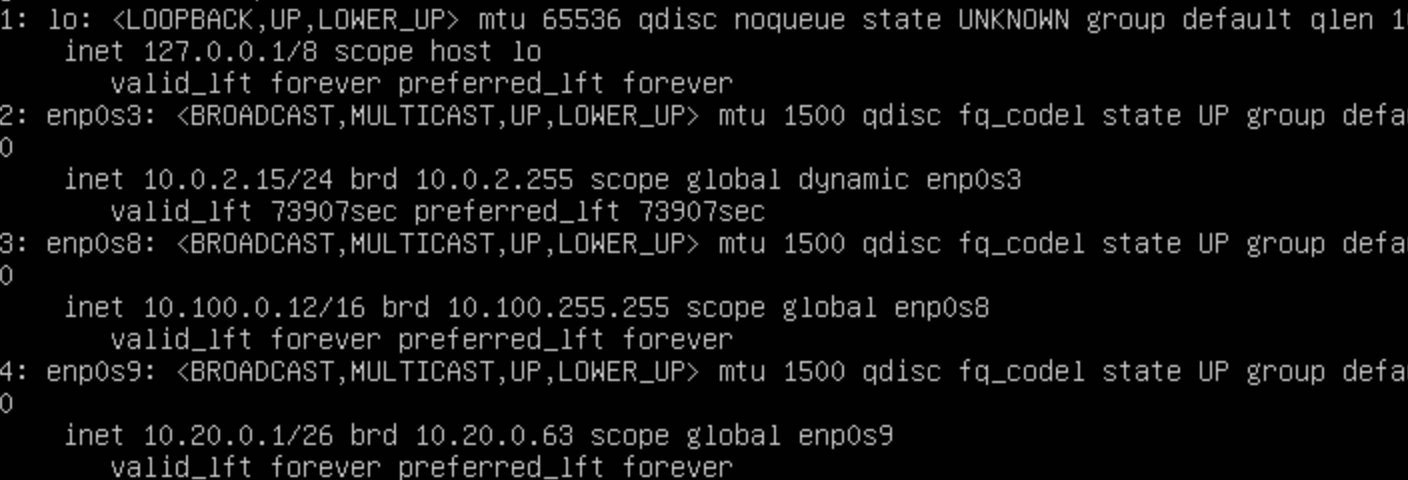 1: lo: <LOOPBACK,UP,LOWER_UP> mtu 65536 qdisc noqueue state UNKNOWN group default qlen
inet 127.0.0.1/8 scope host lo
valid_lft forever preferred_lft forever
2: enp0s3: <BROADCAST,MULTICAST,UP,LOWER_UP> mtu 1500 qdisc fq_codel state UP group
0
inet 10.0.2.15/24 brd 10.0.2.255 scope global dynamic enp0s3
valid_lft 73907sec preferred_lft 73907sec
3: enp0s8: <BROADCAST,MULTICAST,UP,LOWER_UP> mtu 1500 qdisc fq_codel state UP group
0
inet 10.100.0.12/16 brd 10.100.255.255 scope global enp0s8
valid_lft forever preferred_lft forever
4: enp0s9: <BROADCAST,MULTICAST,UP,LOWER_UP> mtu 1500 qdisc fq_codel state UP group
0
inet 10.20.0.1/26 brd 10.20.0.63 scope global enp0s9
valid_lft forever preferred_lft forever